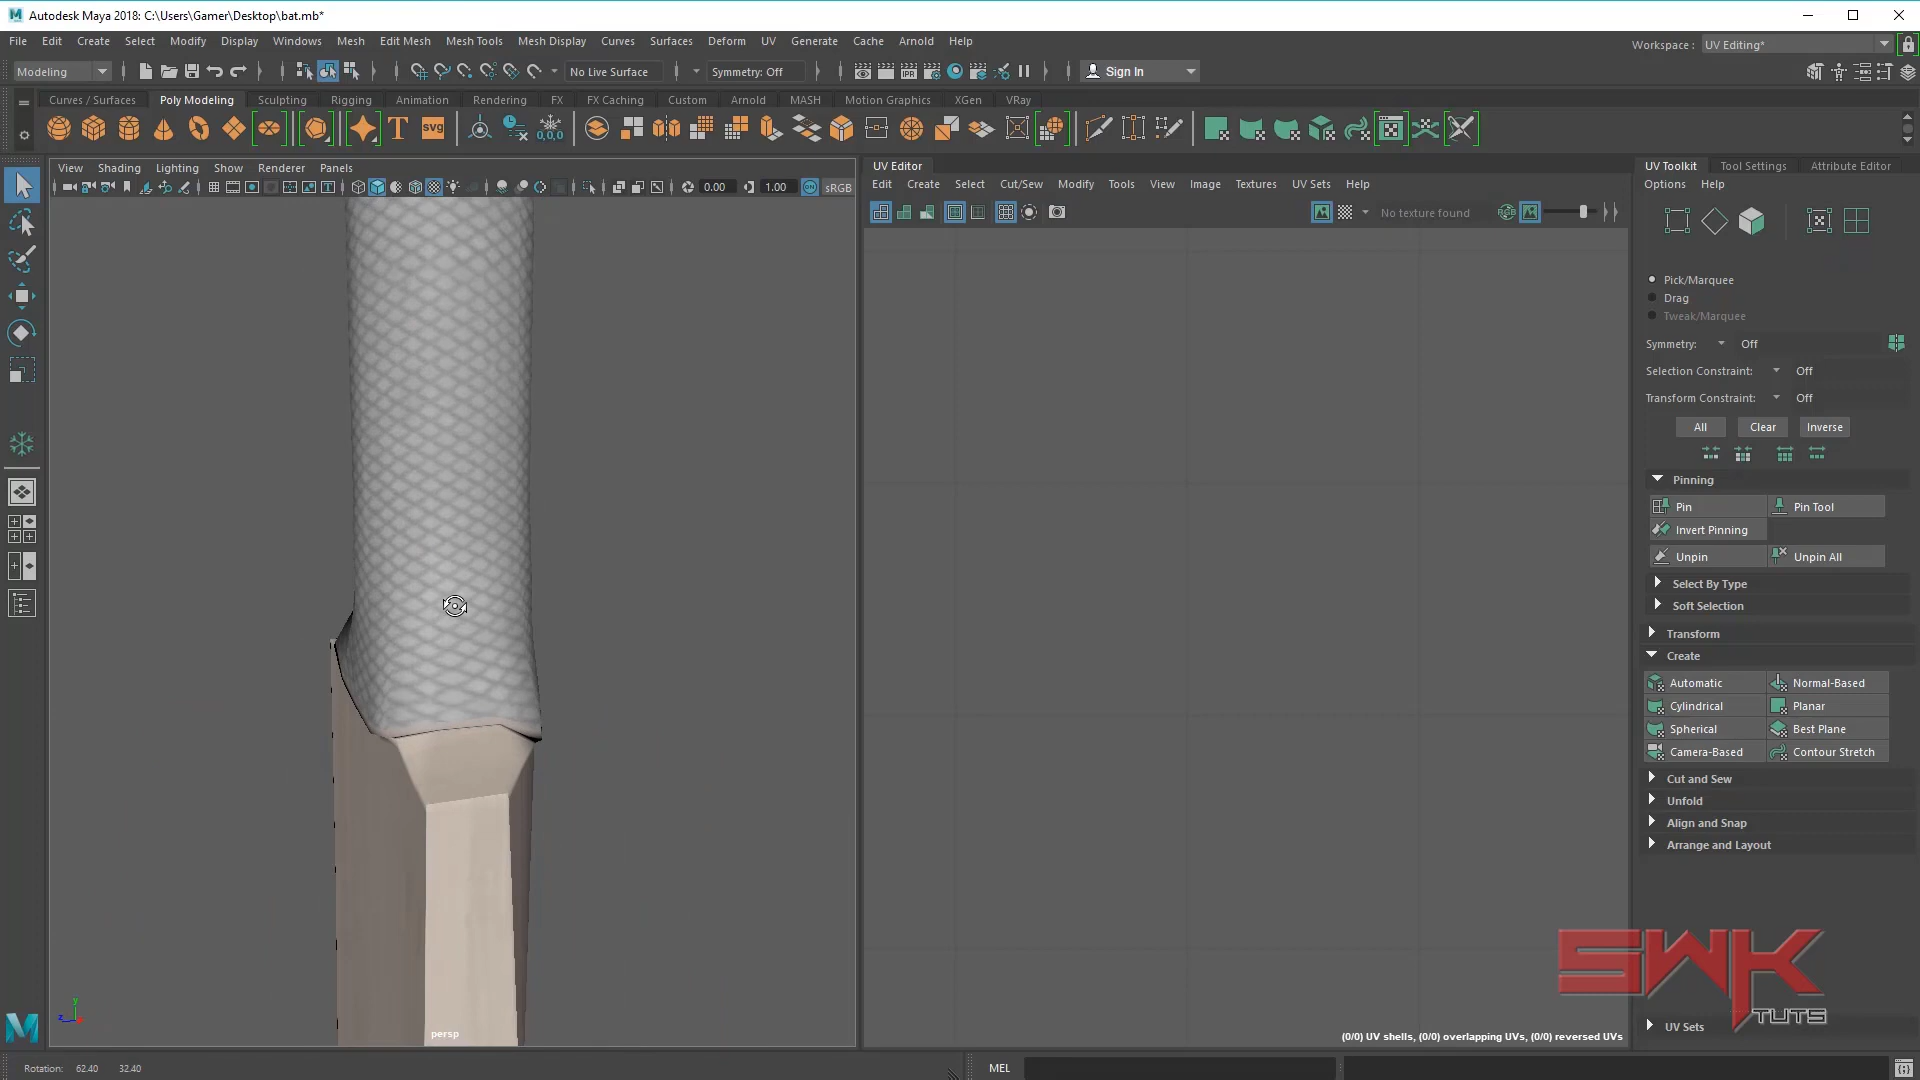 Autodesk Maya 2018: C:\Users\Gamer\Desktop\bat.mb*
File Edit Create Select Modify Display Windows Mesh Edit Mesh Mesh Tools Mesh Display Curves Surfaces Deform UV Generate Cache Arnold Help
Workspace : UV Editing*
Modeling No Live Surface Symmetry: Off Sign In
Curves / Surfaces Poly Modeling Sculpting Rigging Animation Rendering FX FX Caching Custom Arnold MASH Motion Graphics XGen VRay
View Shading Lighting Show Renderer Panels
0.00 1.00 sRGB
UV Editor
Edit Create Select Cut/Sew Modify Tools View Image Textures UV Sets Help
No texture found
UV Toolkit Tool Settings Attribute Editor
Options Help
Pick/Marquee
Drag
Tweak/Marquee
Symmetry: Off
Selection Constraint: Off
Transform Constraint: Off
All Clear Inverse
Pinning
Pin Pin Tool
Invert Pinning
Unpin Unpin All
Select By Type
Soft Selection
Transform
Create
Automatic Normal-Based
Cylindrical Planar
Spherical Best Plane
Camera-Based Contour Stretch
Cut and Sew
Unfold
Align and Snap
Arrange and Layout
SWK
TUTS
UV Sets
persp
(0/0) UV shells, (0/0) overlapping UVs, (0/0) reversed UVs
Rotation: 62.40 32.40
MEL